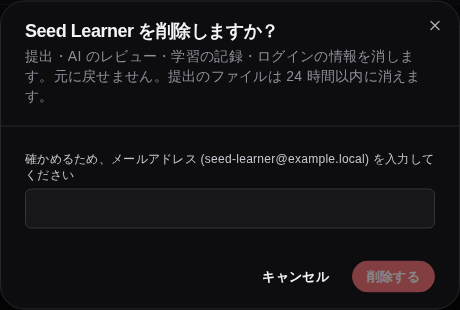 Seed Learner を削除しますか？
提出・AI のレビュー・学習の記録・ログインの情報を消しま
す。元に戻せません。提出のファイルは 24 時間以内に消えま
す。
確かめるため、メールアドレス (seed-learner@example.local) を入力して
ください
キャンセル
削除する